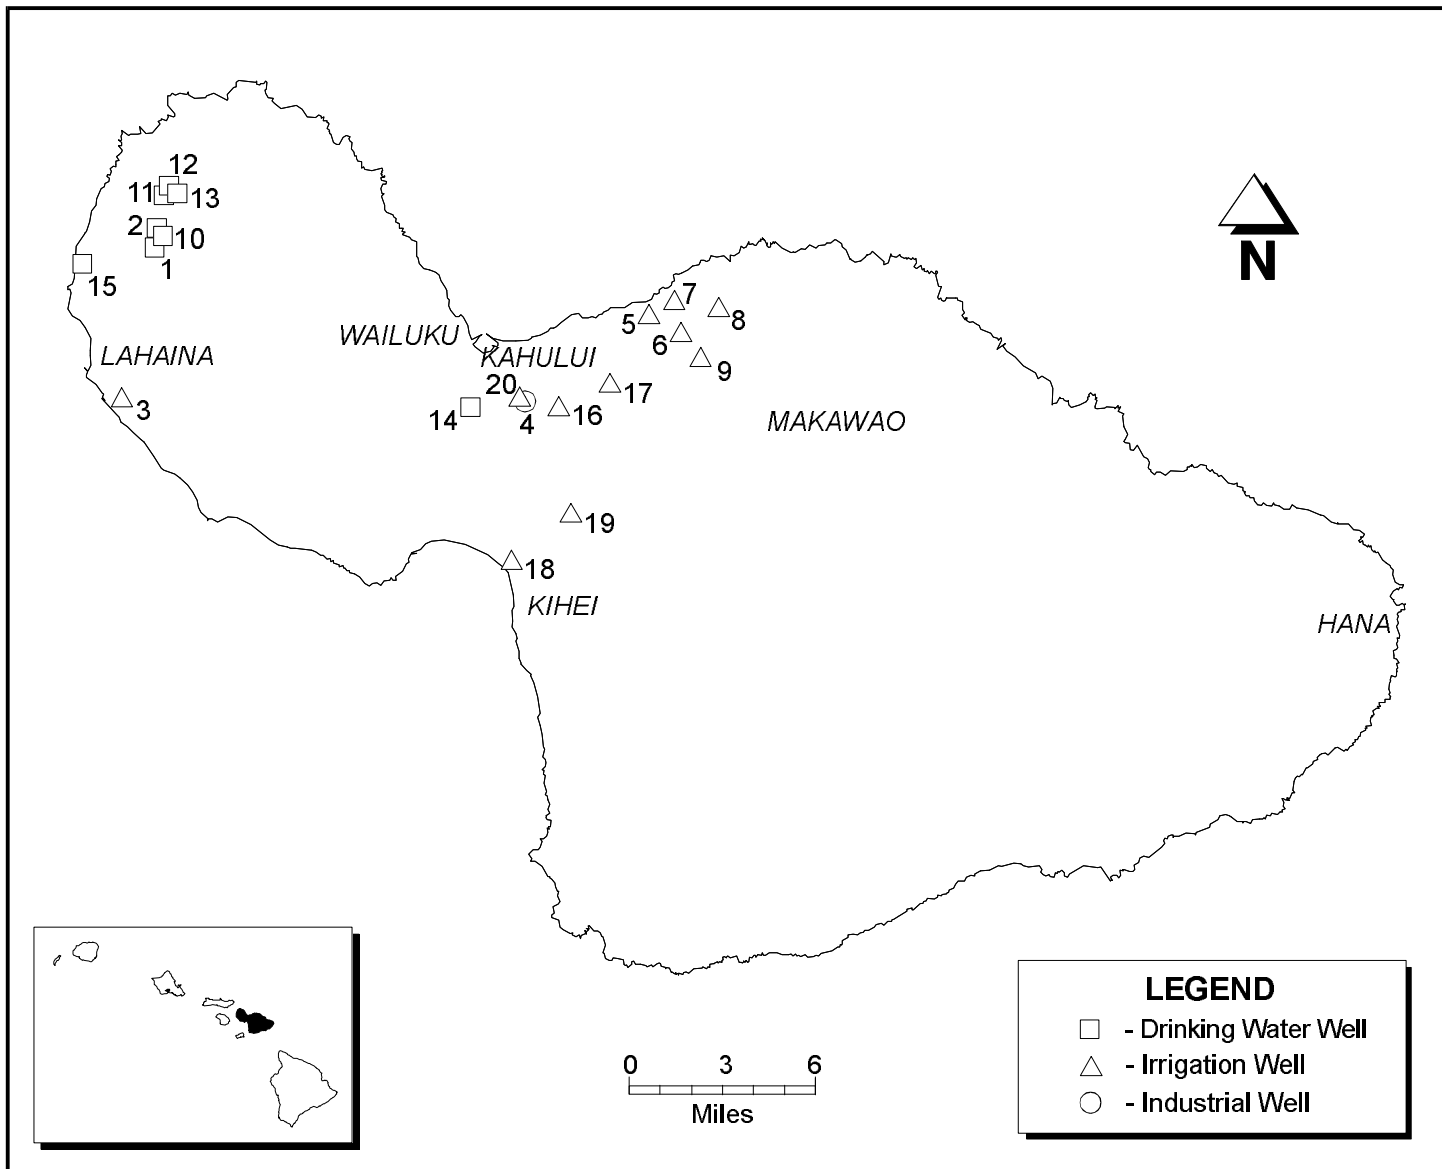 12
11
13
2
10
1
15
N
7
5
8
WAILUKU
6
LAHAINA
KAHULUI
9
20
17
3
14
4
16
MAKAWAO
19
18
KIHEI
HANA
LEGEND
- Drinking Water Well
- Irrigation Well
- Industrial Well
0 3 6
Miles